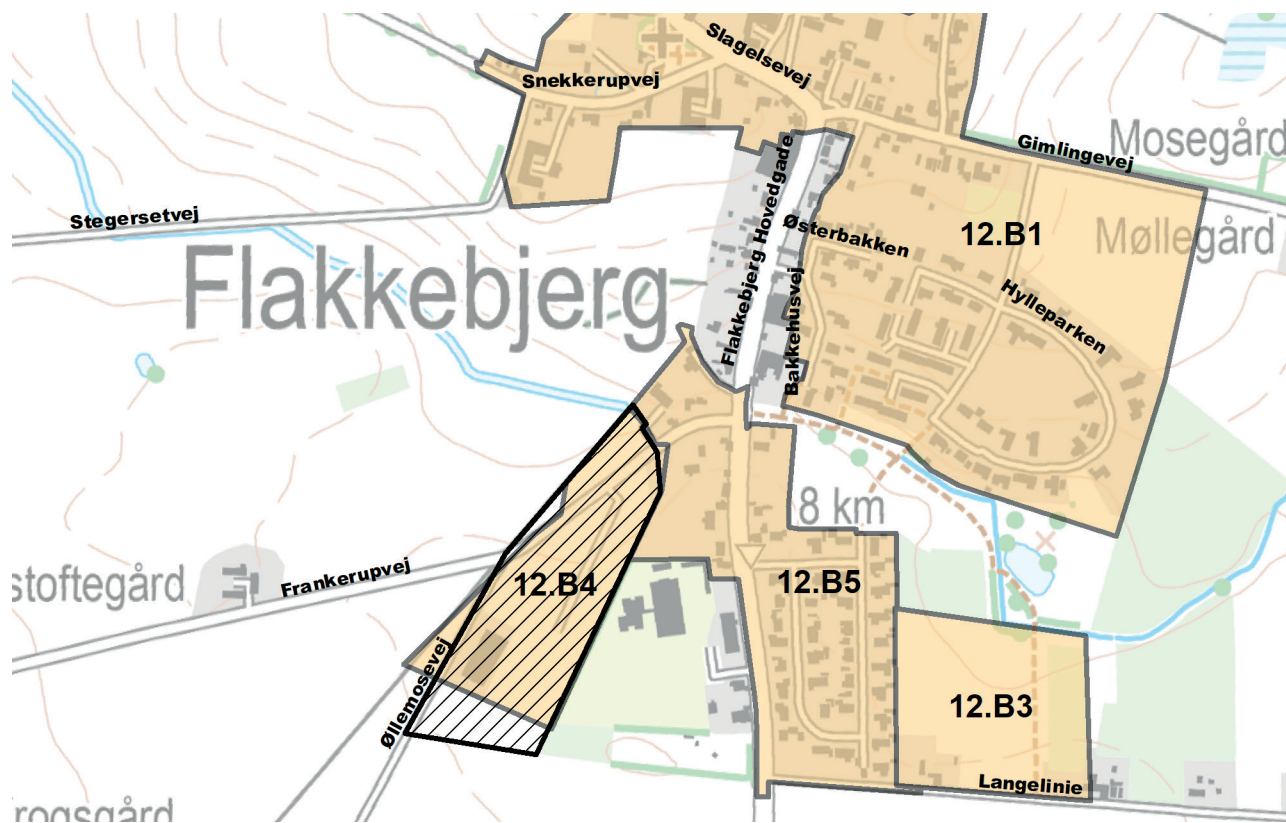 Slagelsevej
Snekkerupvej
Gimlingevej
Mosegård
Stegersetvej
Flakkebjerg Hovedgade
Østerbakken
12.B1
Møllegård
Flakkebjerg
Hylleparken
Bakkehusvej
8 km
stoftegård
Frankerupvej
12.B4
12.B5
Øllemosevej
12.B3
Langelinie
rogsgård